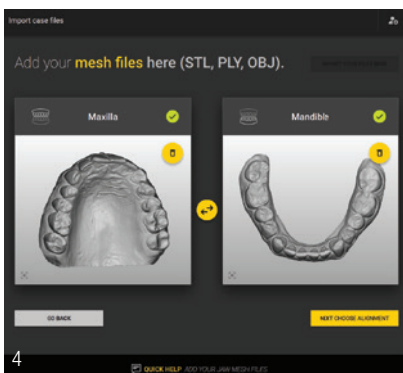 Import case files
Add your mesh files here (STL, PLY, OBJ).
Maxilla
Mandible
GO BACK
NEXT CHOOSE ALIGNMENT
4
QUICK HELP ADD YOUR JAW MESH FILES